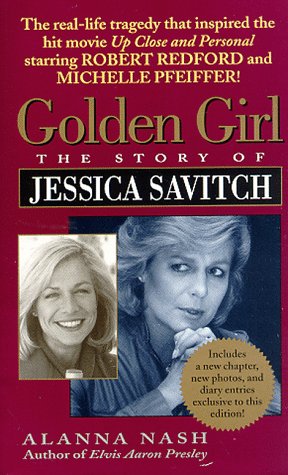 The real-life tragedy that inspired the
hit movie Up Close and Personal
starring ROBERT REDFORD and
MICHELLE PFEIFFER!
Golden Girl
THE STORY OF
JESSICA SAVITCH
Includes
a new chapter,
new photos, and
diary entries
exclusive to this
edition!
ALANNA NASH
Author of Elvis Aaron Presley